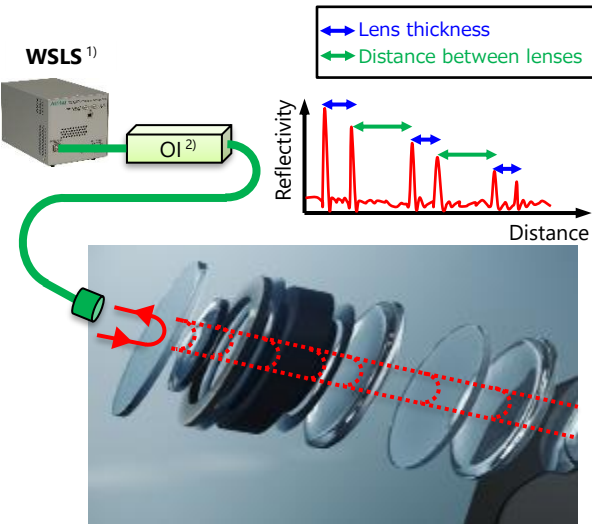 Lens thickness
Distance between lenses
WSLS 1)
OI 2)
Reflectivity
Distance